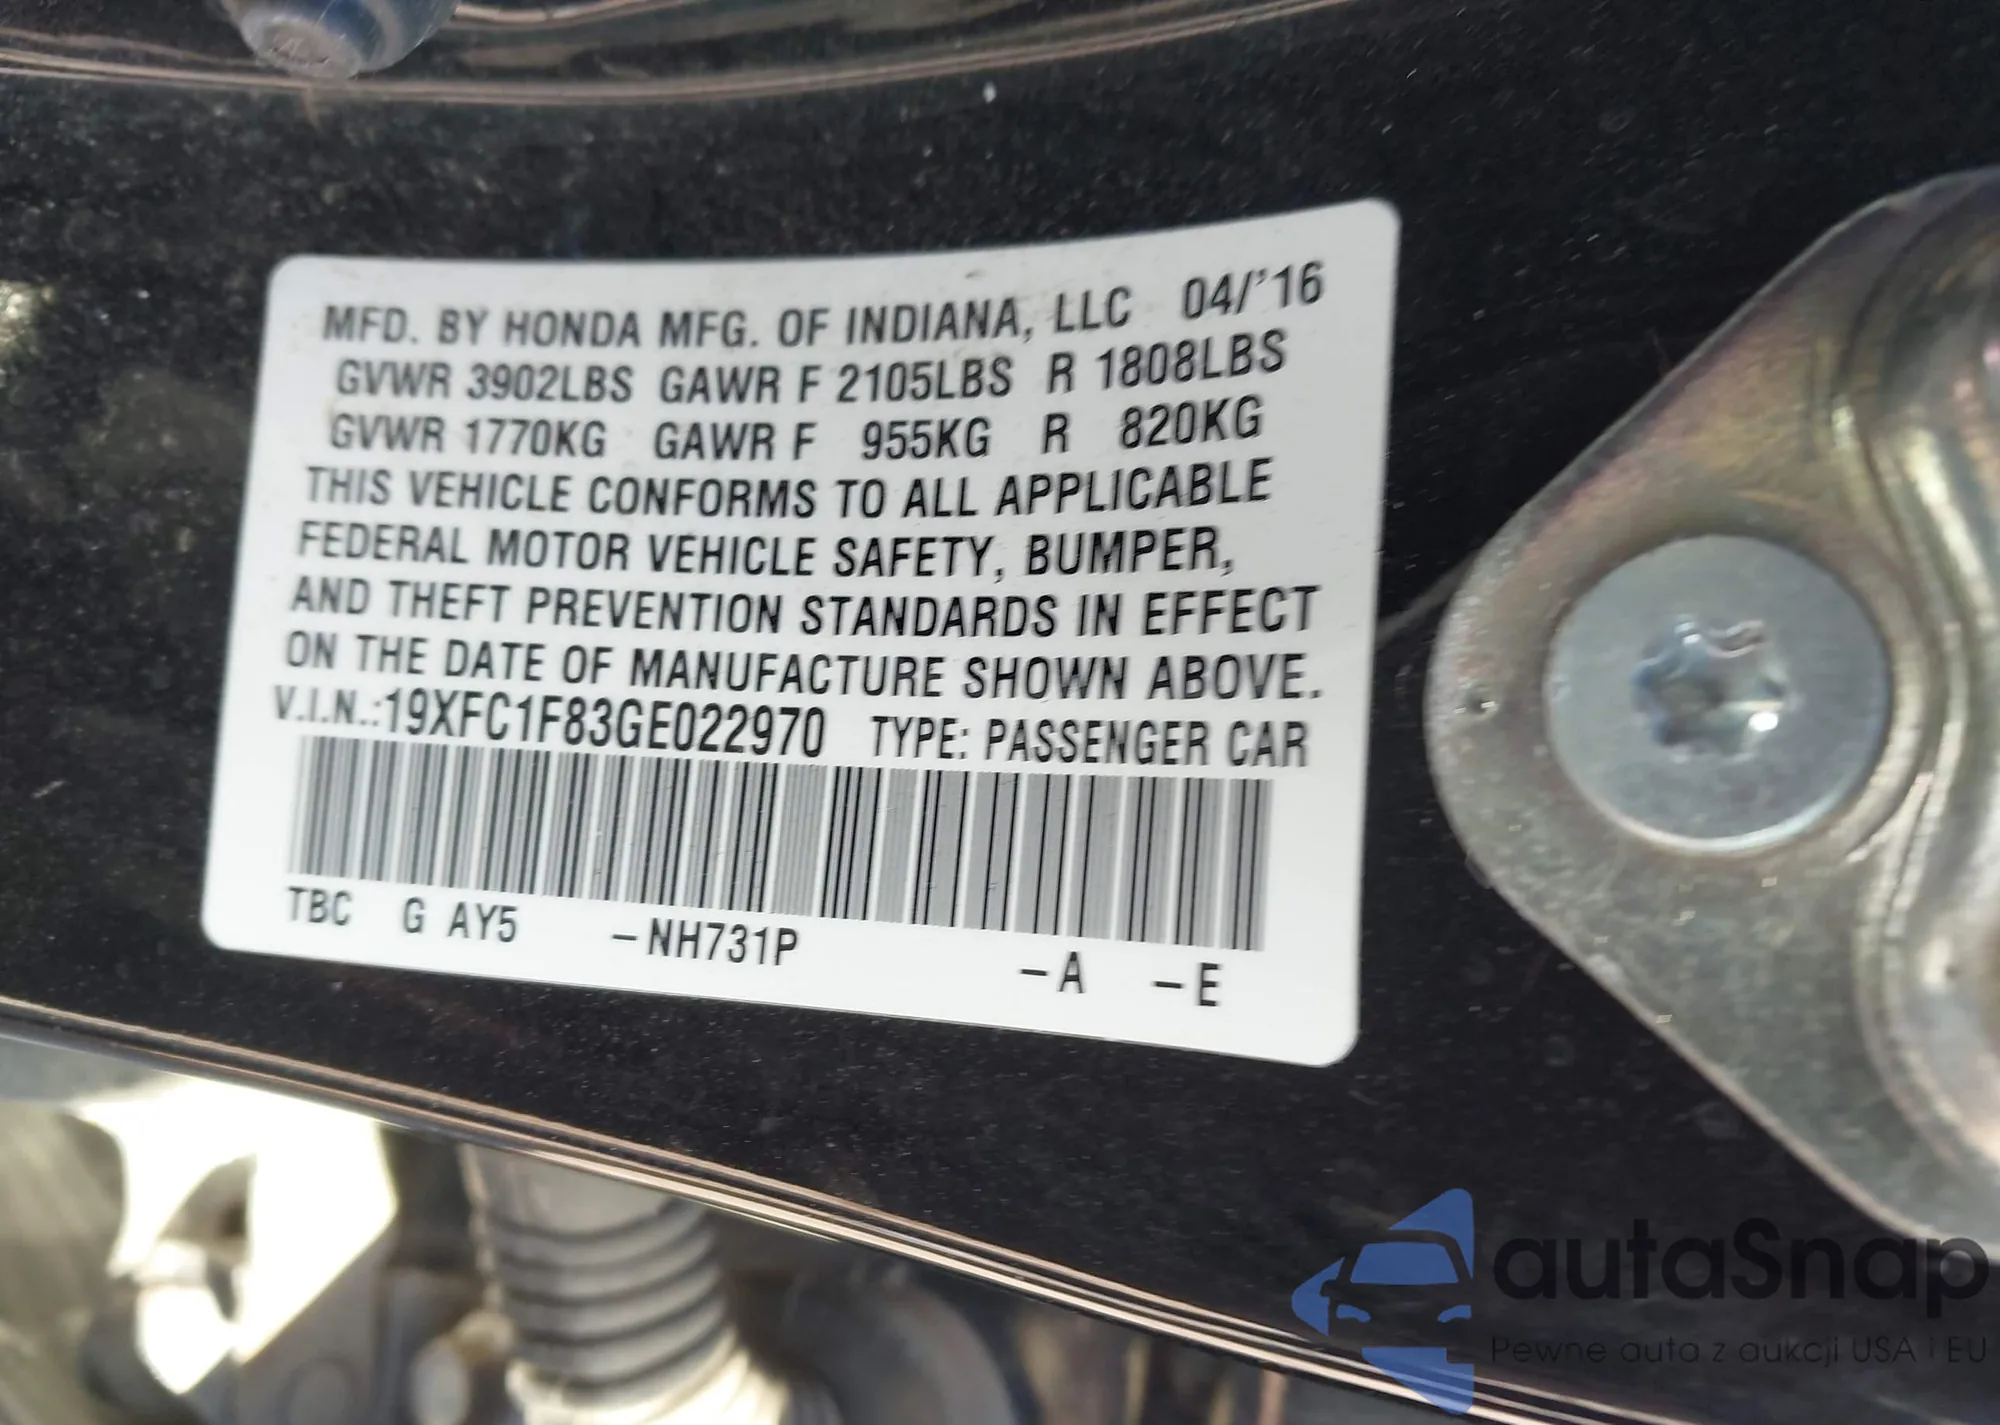 MFD. BY HONDA MFG. OF INDIANA, LLC 04/'16
GVWR 3902LBS GAWR F 2105LBS R 1808LBS
GVWR 1770KG GAWR F 955KG R 820KG
THIS VEHICLE CONFORMS TO ALL APPLICABLE
FEDERAL MOTOR VEHICLE SAFETY, BUMPER,
AND THEFT PREVENTION STANDARDS IN EFFECT
ON THE DATE OF MANUFACTURE SHOWN ABOVE.
V.I.N.:19XFC1F83GE022970 TYPE: PASSENGER CAR
TBC G AY5 –NH731P –A –E
autaSnap
Pewne auta z aukcji USA i EU